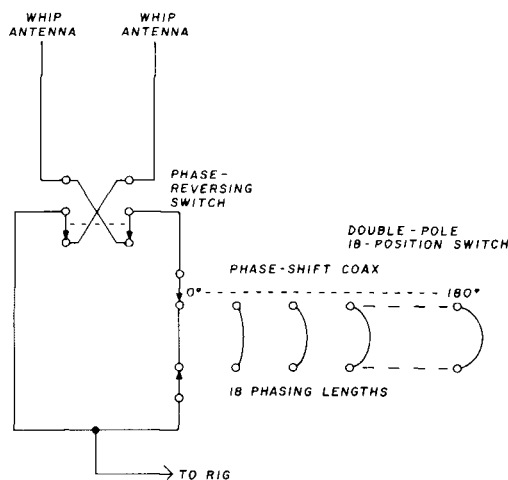 WHIP
ANTENNA
WHIP
ANTENNA
PHASE-
REVERSING
SWITCH
DOUBLE-POLE
18-POSITION SWITCH
PHASE-SHIFT COAX
0°
180°
18 PHASING LENGTHS
TO RIG